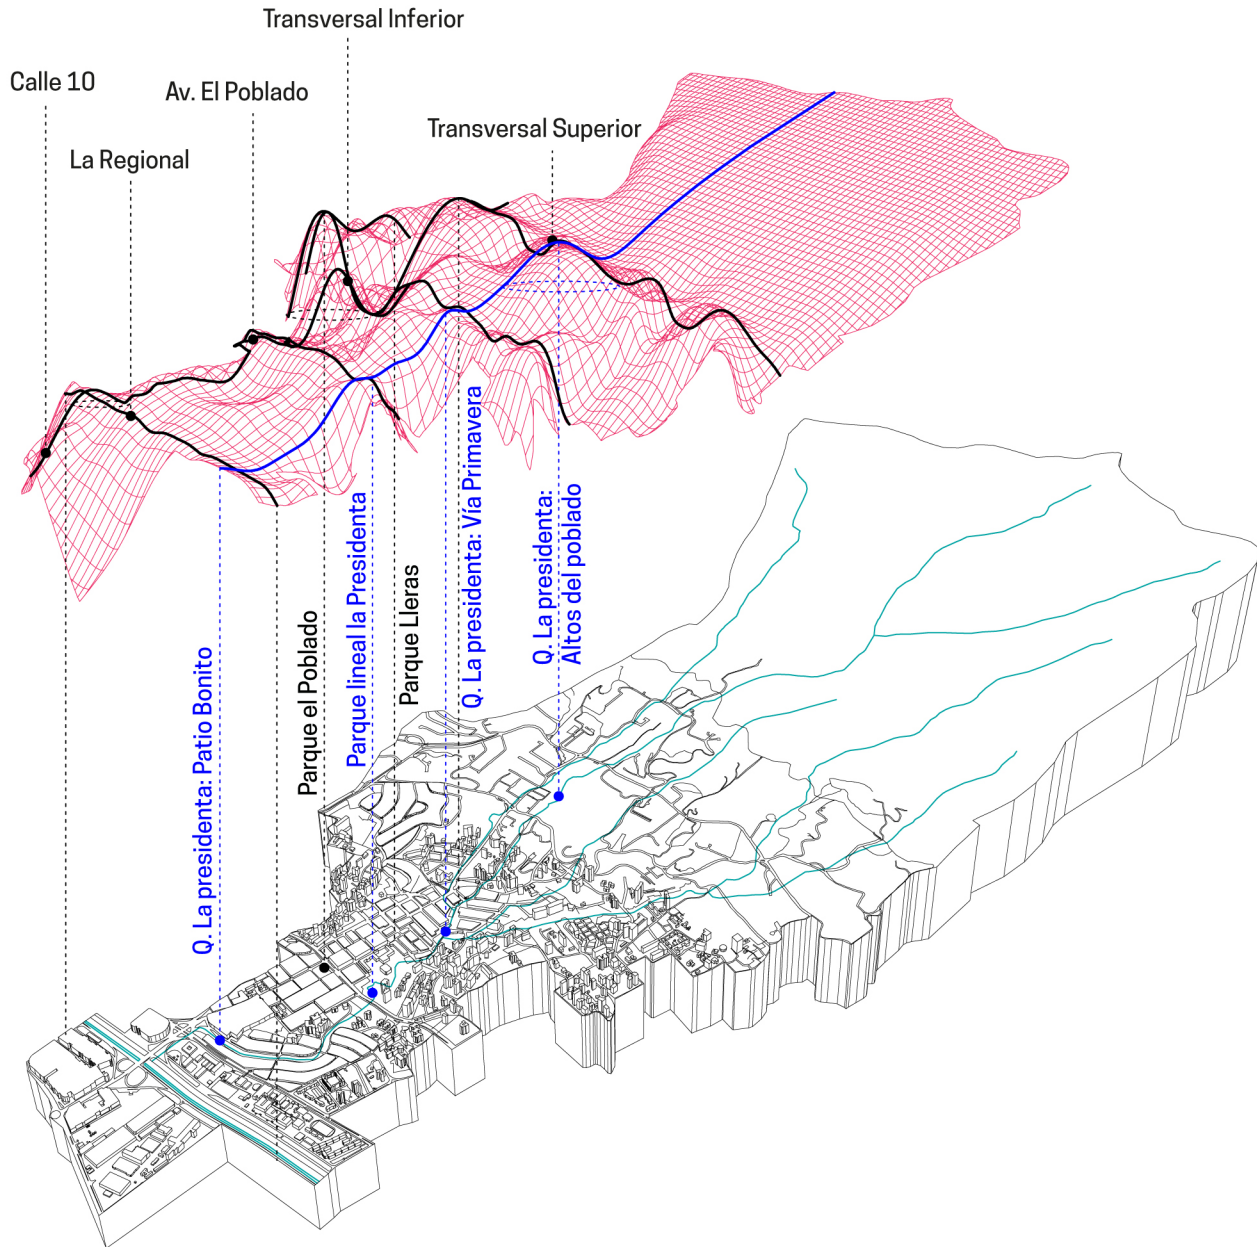 Transversal Inferior
Calle 10
Av. El Poblado
La Regional
Transversal Superior
Q. La presidenta: Patio Bonito
Parque el Poblado
Parque lineal la Presidenta
Parque Lleras
Q. La presidenta: Vía Primavera
Q. La presidenta:
Altos del poblado